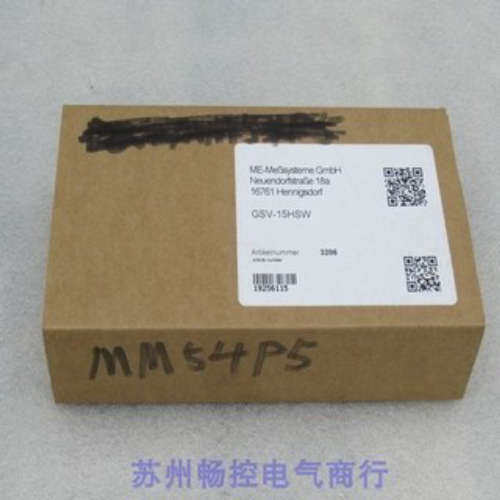 ME-Meßsysteme GmbH
Neuendorfstraße 18a
16761 Hennigsdorf
GSV-15HSW
Artikelnummer 3206
19256115
MM54P5
苏州畅控电气商行